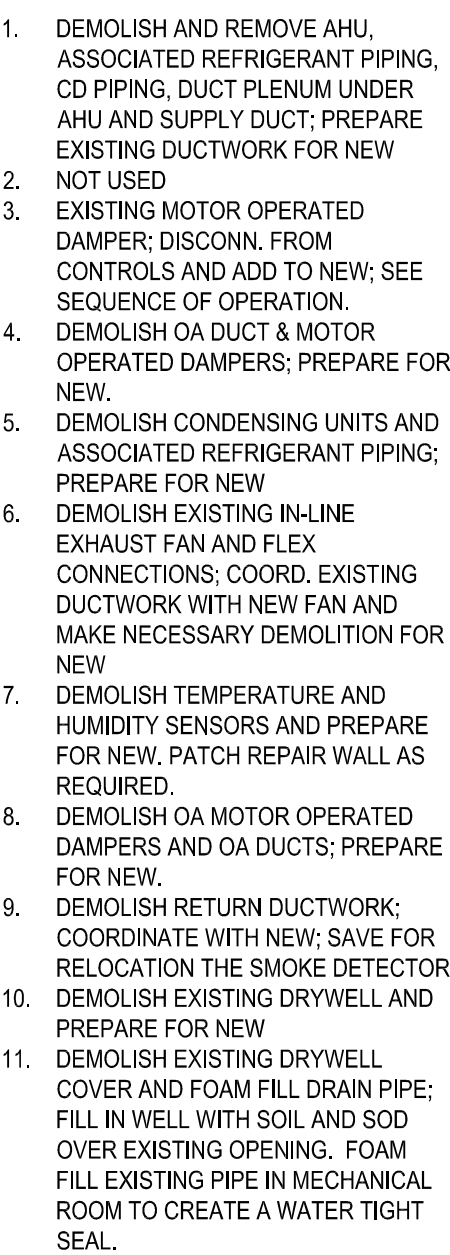 1. DEMOLISH AND REMOVE AHU,
ASSOCIATED REFRIGERANT PIPING,
CD PIPING, DUCT PLENUM UNDER
AHU AND SUPPLY DUCT; PREPARE
EXISTING DUCTWORK FOR NEW
2. NOT USED
3. EXISTING MOTOR OPERATED
DAMPER; DISCONN. FROM
CONTROLS AND ADD TO NEW; SEE
SEQUENCE OF OPERATION.
4. DEMOLISH OA DUCT & MOTOR
OPERATED DAMPERS; PREPARE FOR
NEW.
5. DEMOLISH CONDENSING UNITS AND
ASSOCIATED REFRIGERANT PIPING;
PREPARE FOR NEW
6. DEMOLISH EXISTING IN-LINE
EXHAUST FAN AND FLEX
CONNECTIONS; COORD. EXISTING
DUCTWORK WITH NEW FAN AND
MAKE NECESSARY DEMOLITION FOR
NEW
7. DEMOLISH TEMPERATURE AND
HUMIDITY SENSORS AND PREPARE
FOR NEW. PATCH REPAIR WALL AS
REQUIRED.
8. DEMOLISH OA MOTOR OPERATED
DAMPERS AND OA DUCTS; PREPARE
FOR NEW.
9. DEMOLISH RETURN DUCTWORK;
COORDINATE WITH NEW; SAVE FOR
RELOCATION THE SMOKE DETECTOR
10. DEMOLISH EXISTING DRYWELL AND
PREPARE FOR NEW
11. DEMOLISH EXISTING DRYWELL
COVER AND FOAM FILL DRAIN PIPE;
FILL IN WELL WITH SOIL AND SOD
OVER EXISTING OPENING. FOAM
FILL EXISTING PIPE IN MECHANICAL
ROOM TO CREATE A WATER TIGHT
SEAL.